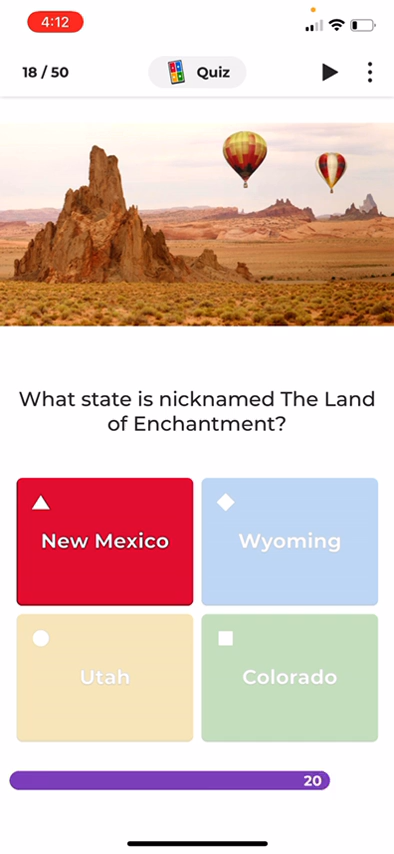 4:12
18 / 50
Quiz
What state is nicknamed The Land
of Enchantment?
New Mexico
Wyoming
Utah
Colorado
20